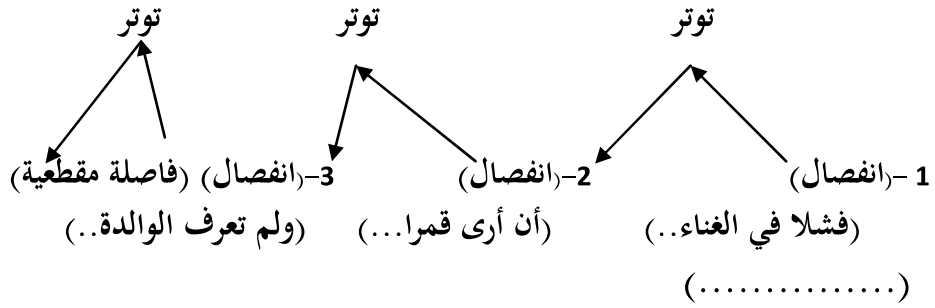 توتر توتر توتر
1 -(انفصال) 2-(انفصال) 3-(انفصال) (فاصلة مقطعية)
(فشلا في الغناء..) (أن أرى قمرا...) (ولم تعرف الوالدة..)
(...............)